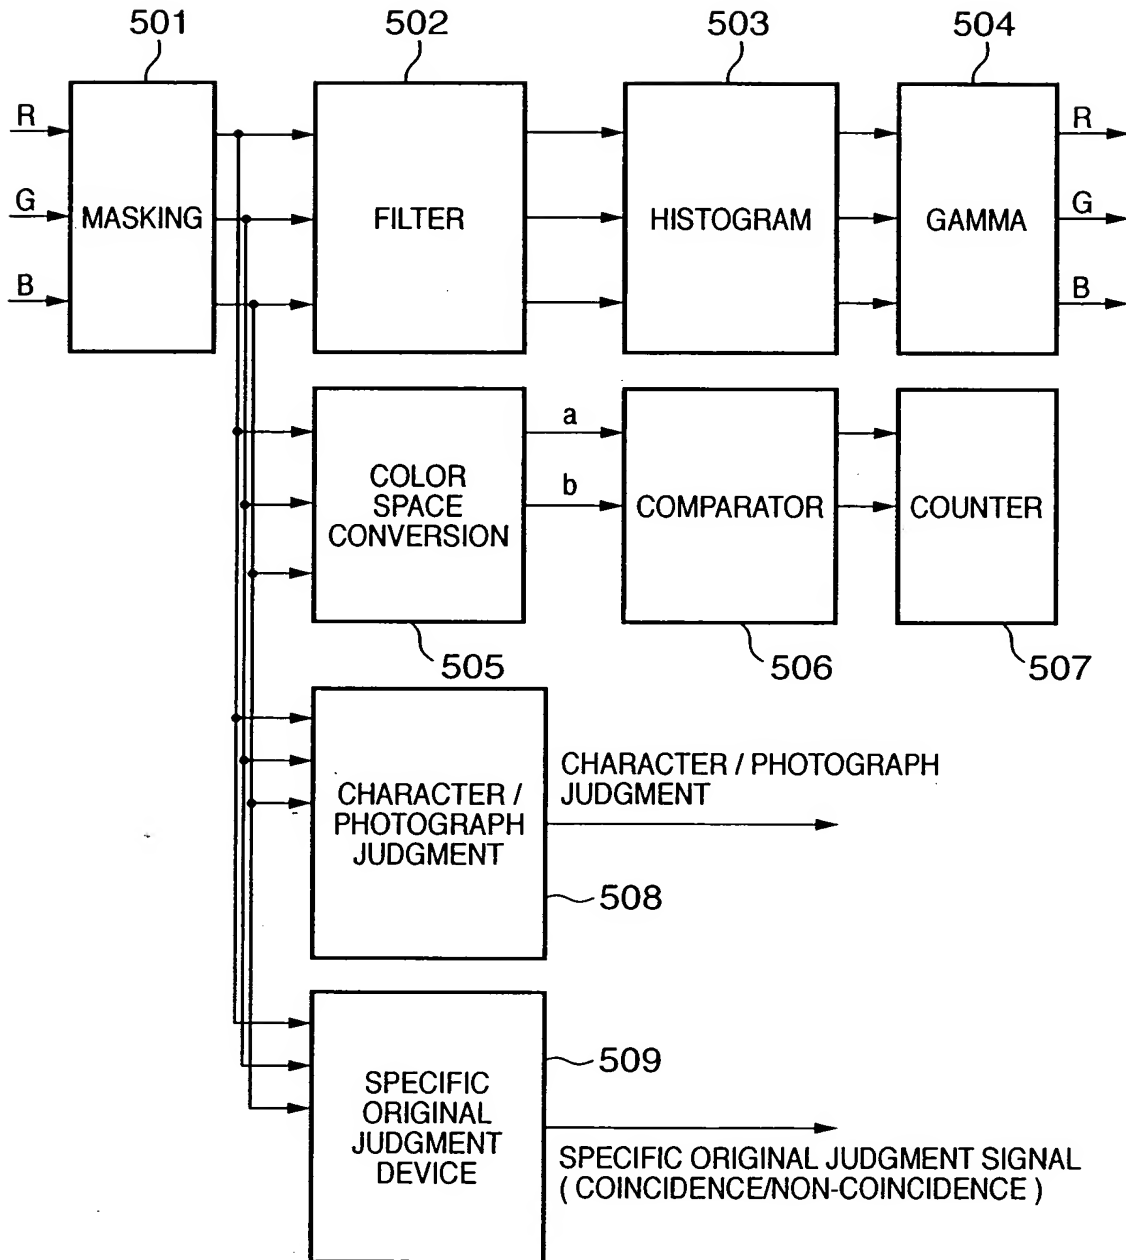 501
502
503
504
R
G
B
MASKING
FILTER
HISTOGRAM
GAMMA
R
G
B
COLOR
SPACE
CONVERSION
a
b
COMPARATOR
COUNTER
505
506
507
CHARACTER /
PHOTOGRAPH
JUDGMENT
CHARACTER / PHOTOGRAPH
JUDGMENT
508
SPECIFIC
ORIGINAL
JUDGMENT
DEVICE
509
SPECIFIC ORIGINAL JUDGMENT SIGNAL
( COINCIDENCE/NON-COINCIDENCE )